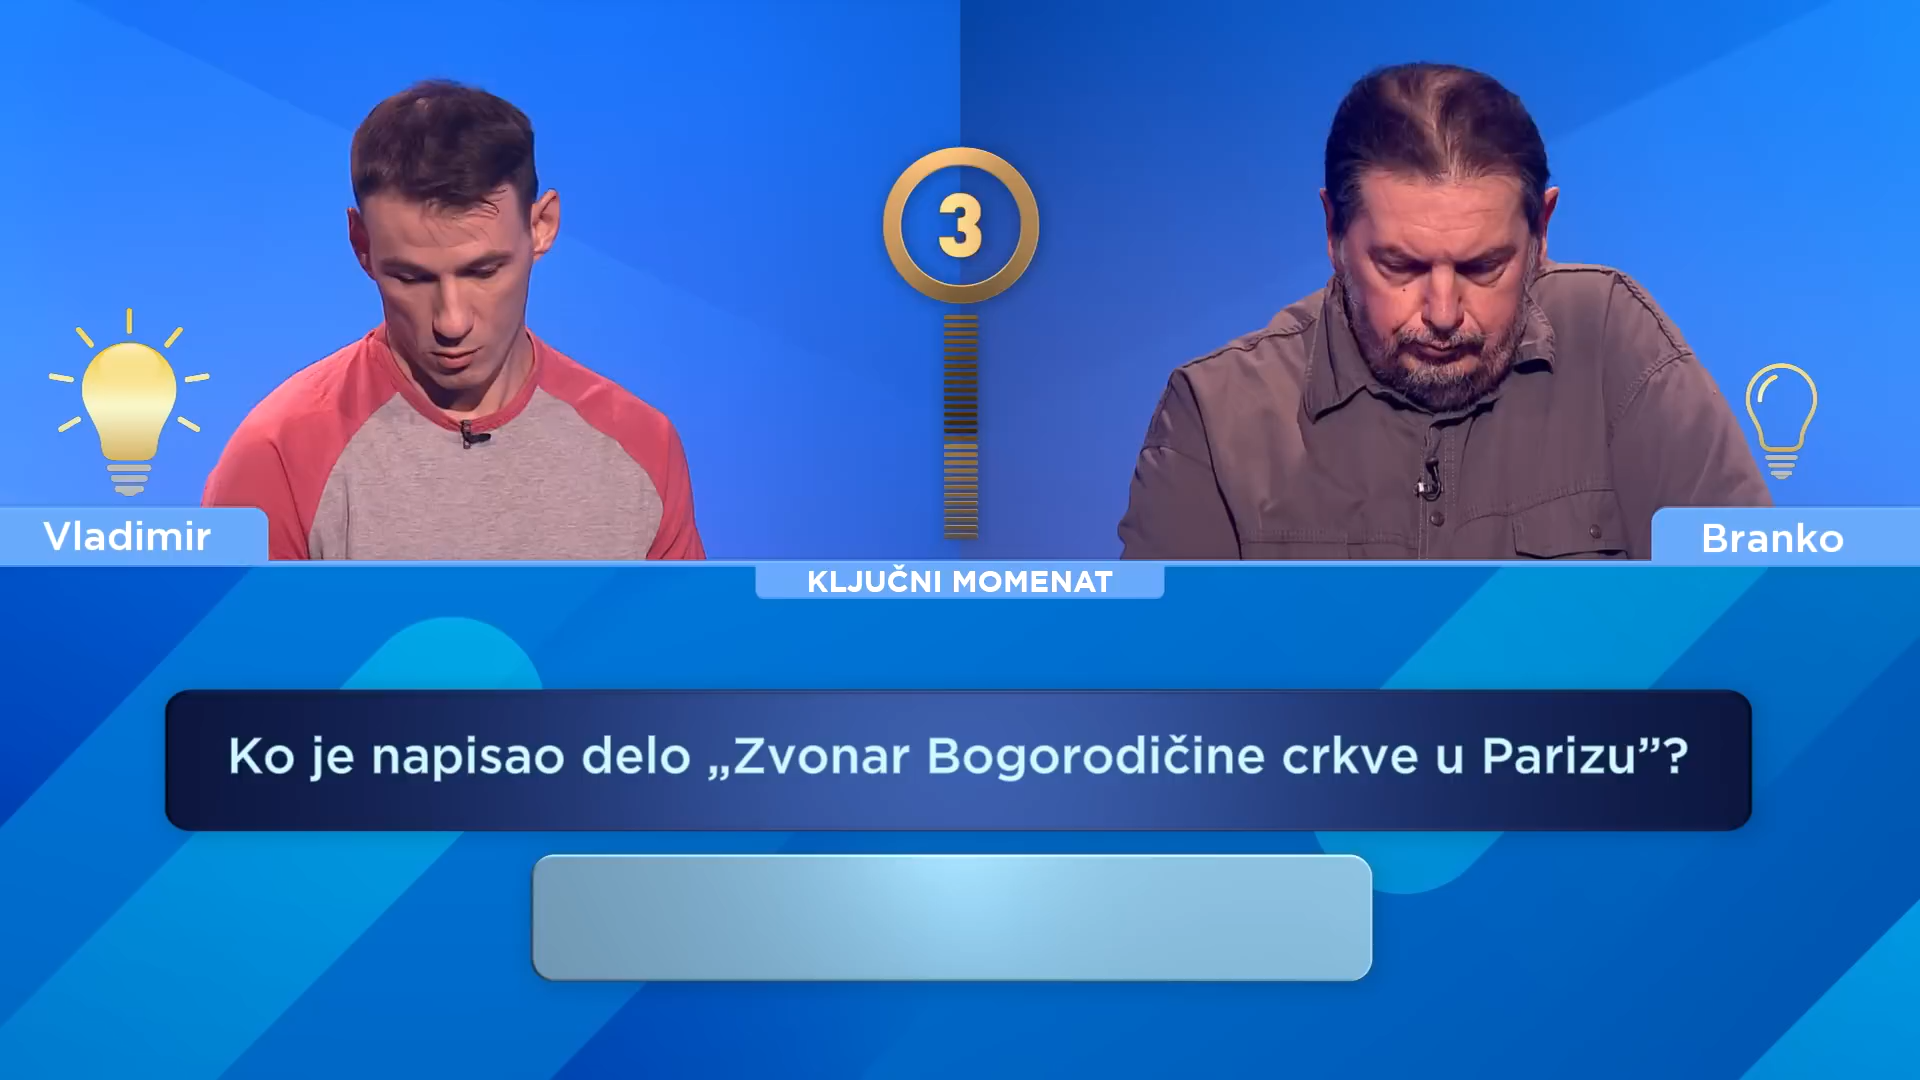 3
Vladimir
Branko
KLJUČNI MOMENAT
Ko je napisao delo „Zvonar Bogorodičine crkve u Parizu”?